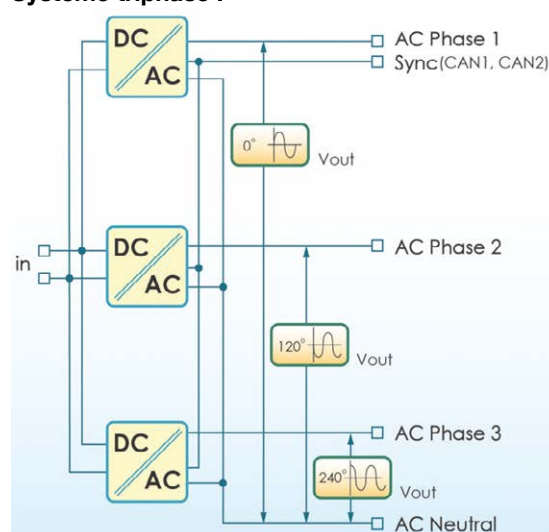 Système triphasé :
DC
AC
AC Phase 1
Sync(CAN1, CAN2)
0°
Vout
in
DC
AC
AC Phase 2
120°
Vout
DC
AC
AC Phase 3
240°
Vout
AC Neutral